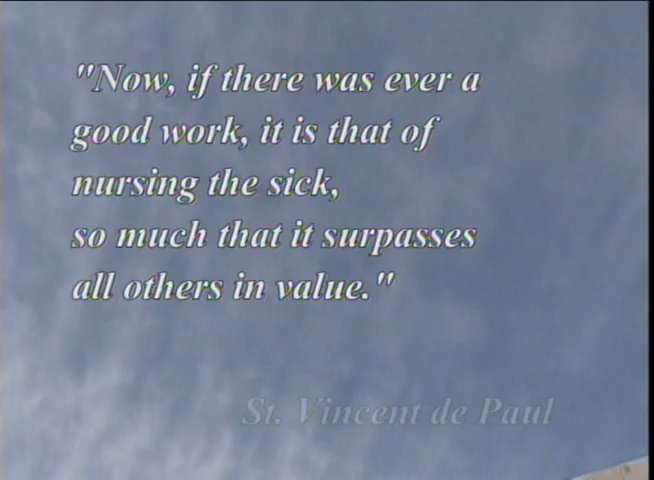 "Now, if there was ever a
good work, it is that of
nursing the sick,
so much that it surpasses
all others in value."
St. Vincent de Paul